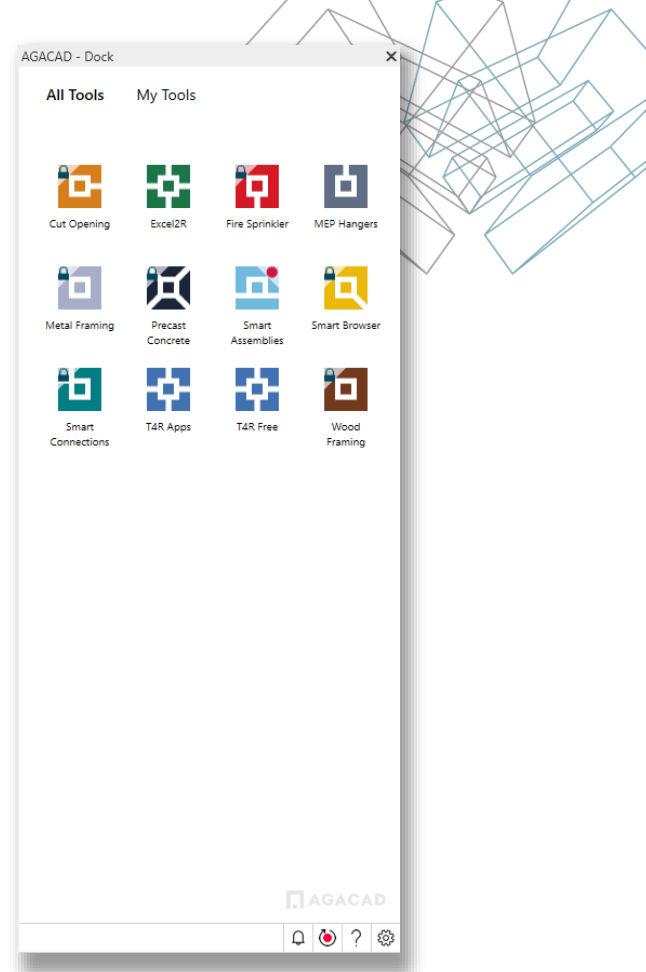 AGACAD - Dock
All Tools My Tools
Cut Opening Excel2R Fire Sprinkler MEP Hangers
Metal Framing Precast Smart Smart Browser
Concrete Assemblies
Smart T4R Apps T4R Free Wood
Connections Framing
AGACAD